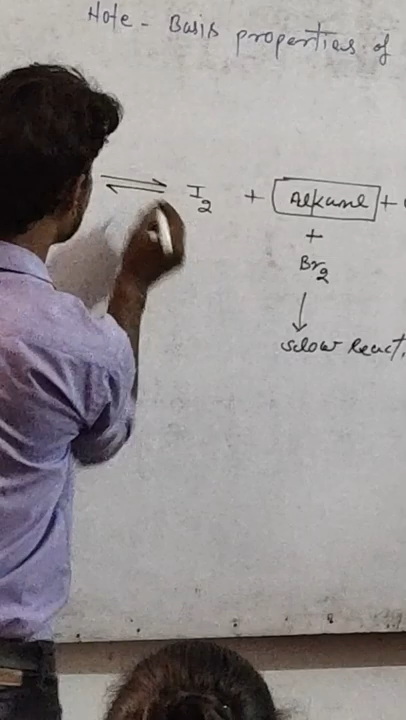 Note - Basis properties of
⇌ I2 + Alkane +
+
Br2
↓
slow React.